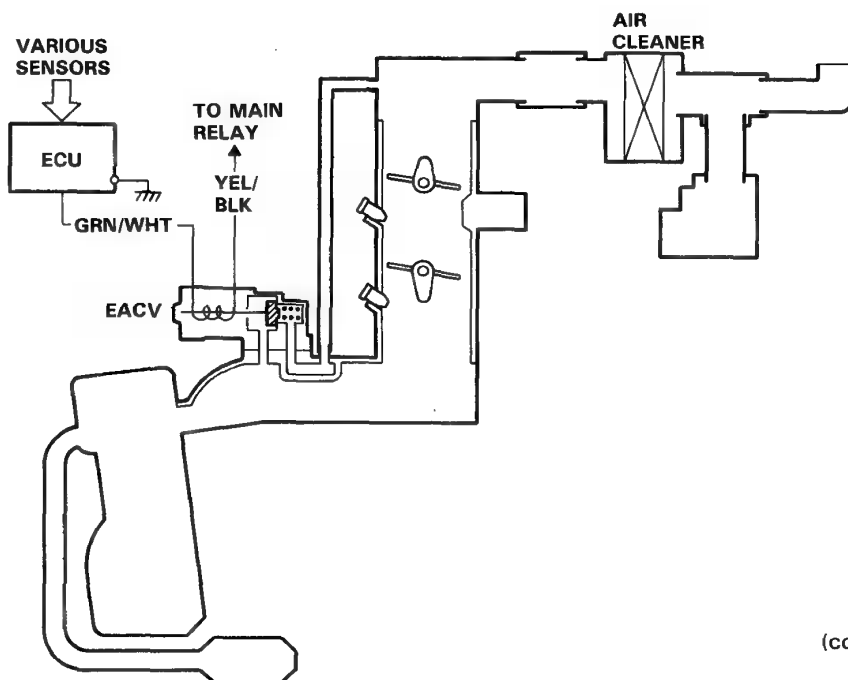 AIR
CLEANER
VARIOUS
SENSORS
TO MAIN
RELAY
ECU
YEL/
BLK
GRN/WHT
EACV